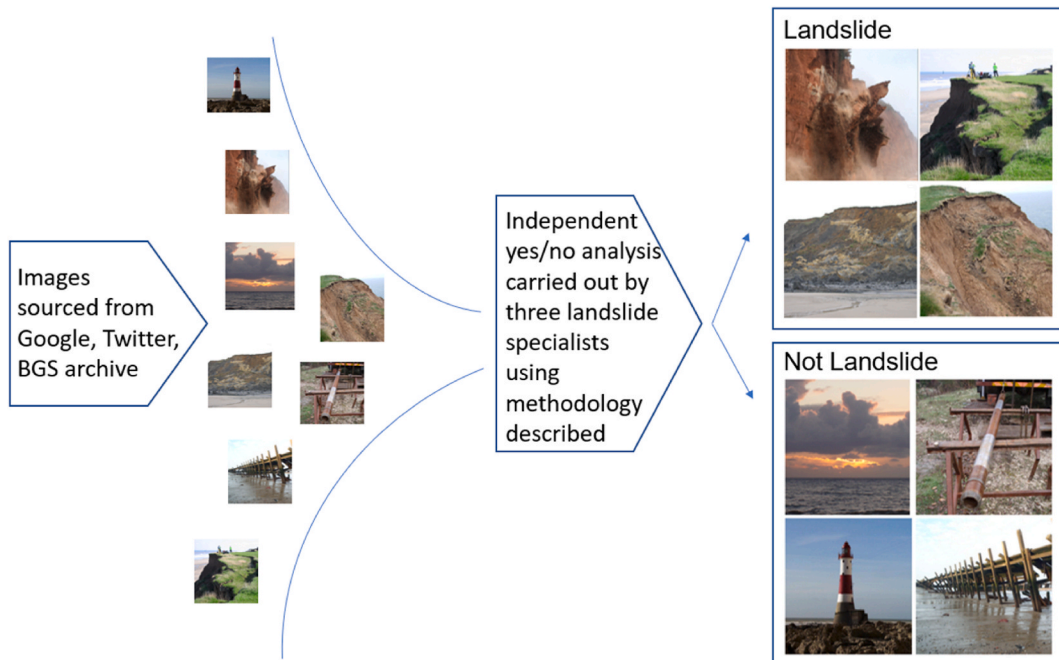 Images
sourced from
Google, Twitter,
BGS archive
Independent
yes/no analysis
carried out by
three landslide
specialists
using
methodology
described
Landslide
Not Landslide